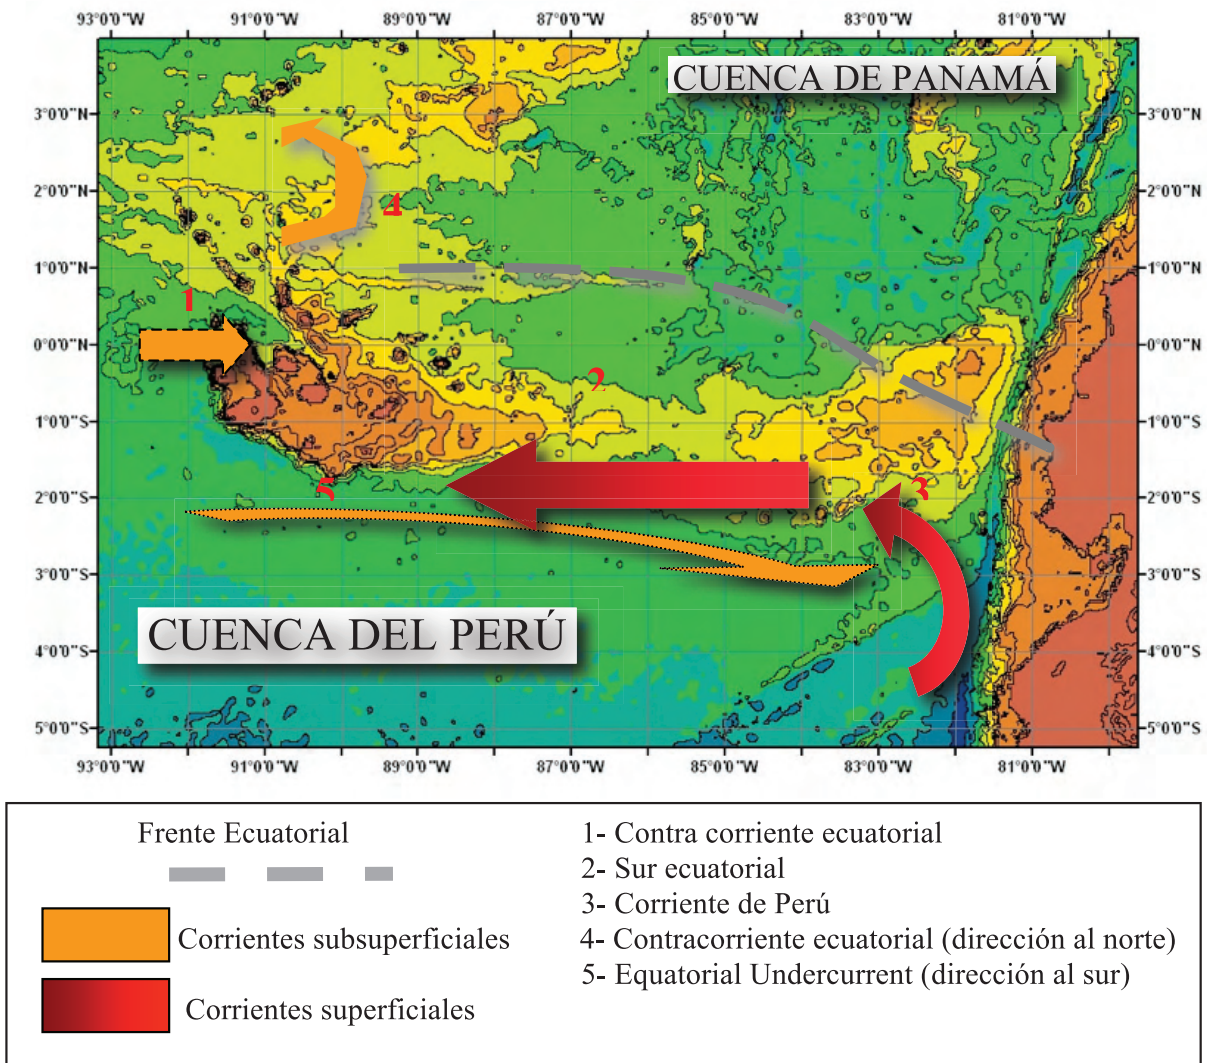 93°0'0"W 91°0'0"W 89°0'0"W 87°0'0"W 85°0'0"W 83°0'0"W 81°0'0"W
CUENCA DE PANAMÁ
3°0'0"N 3°0'0"N
2°0'0"N 2°0'0"N
4
1°0'0"N 1°0'0"N
1
0°0'0"N 0°0'0"N
2
1°0'0"S 1°0'0"S
5 3
2°0'0"S 2°0'0"S
3°0'0"S 3°0'0"S
CUENCA DEL PERÚ
4°0'0"S 4°0'0"S
5°0'0"S 5°0'0"S
93°0'0"W 91°0'0"W 89°0'0"W 87°0'0"W 85°0'0"W 83°0'0"W 81°0'0"W
Frente Ecuatorial
Corrientes subsuperficiales
Corrientes superficiales
1- Contra corriente ecuatorial
2- Sur ecuatorial
3- Corriente de Perú
4- Contracorriente ecuatorial (dirección al norte)
5- Equatorial Undercurrent (dirección al sur)